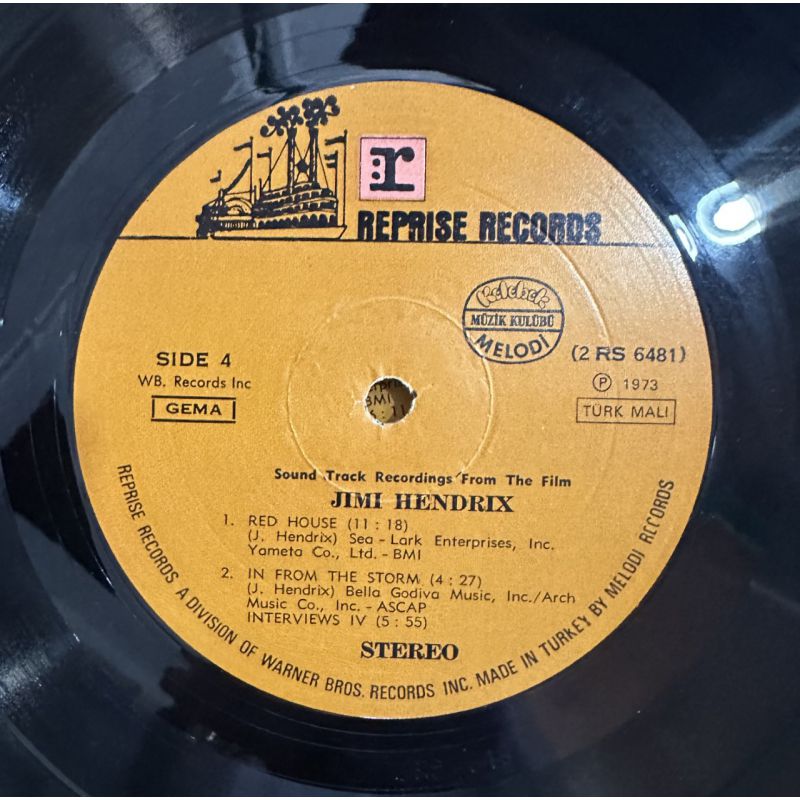 r
REPRISE RECORDS
Kelebek
MÜZİK KULÜBÜ
MELODİ
SIDE 4
WB. Records Inc
GEMA
(2 RS 6481)
Ⓟ 1973
TÜRK MALI
BMI
Sound Track Recordings From The Film
JIMI HENDRIX
1. RED HOUSE (11 : 18)
(J. Hendrix) Sea - Lark Enterprises, Inc.
Yameta Co., Ltd. - BMI
2. IN FROM THE STORM (4 : 27)
(J. Hendrix) Bella Godiva Music, Inc./Arch
Music Co., Inc. - ASCAP
INTERVIEWS IV (5 : 55)
STEREO
REPRISE RECORDS A DIVISION OF WARNER BROS. RECORDS INC. MADE IN TURKEY BY MELODI RECORDS